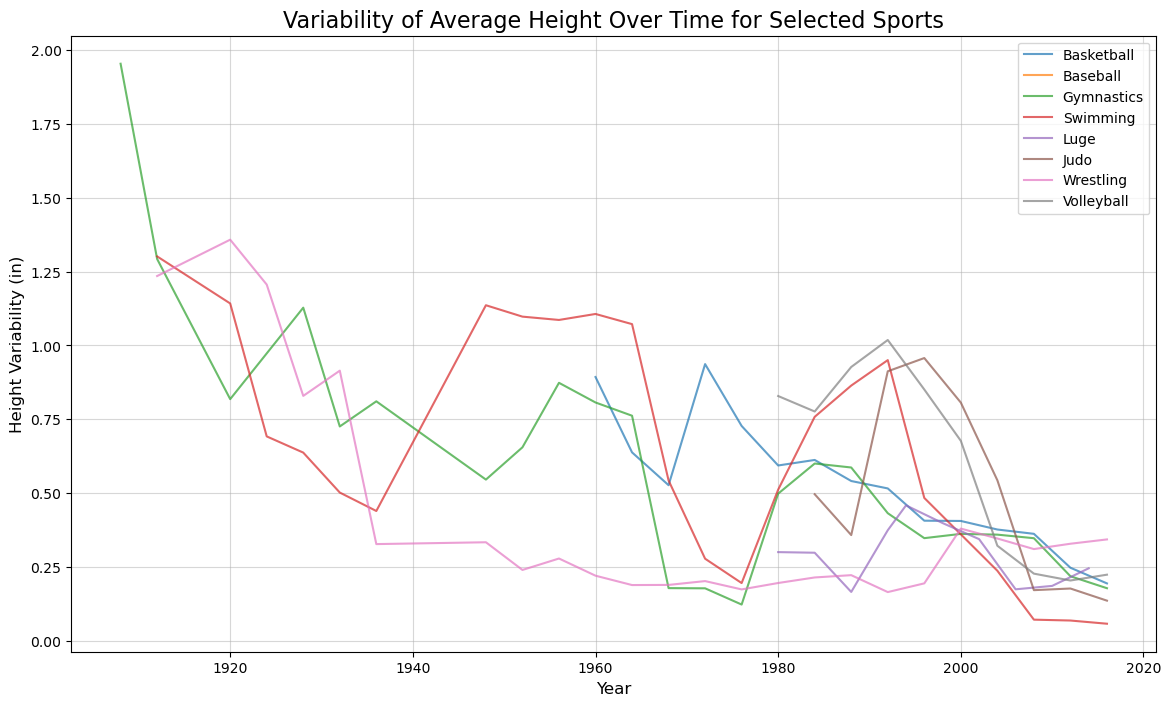 Variability of Average Height Over Time for Selected Sports
2.00
1.75
1.50
1.25
1.00
0.75
0.50
0.25
0.00
Height Variability (in)
Basketball
Baseball
Gymnastics
Swimming
Luge
Judo
Wrestling
Volleyball
1920 1940 1960 1980 2000 2020
Year